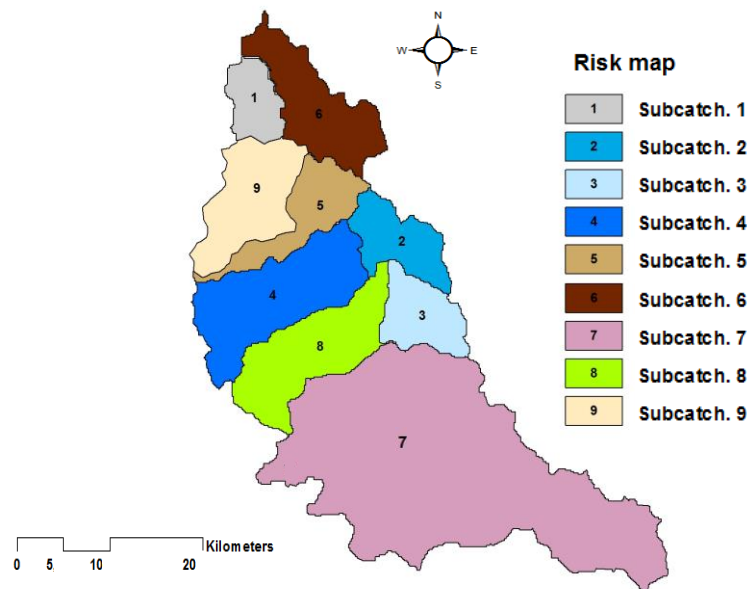 N
W E
S
Risk map
1 Subcatch. 1
2 Subcatch. 2
3 Subcatch. 3
4 Subcatch. 4
5 Subcatch. 5
6 Subcatch. 6
7 Subcatch. 7
8 Subcatch. 8
9 Subcatch. 9
1
6
9
5
2
4
3
8
7
Kilometers
0 5 10 20